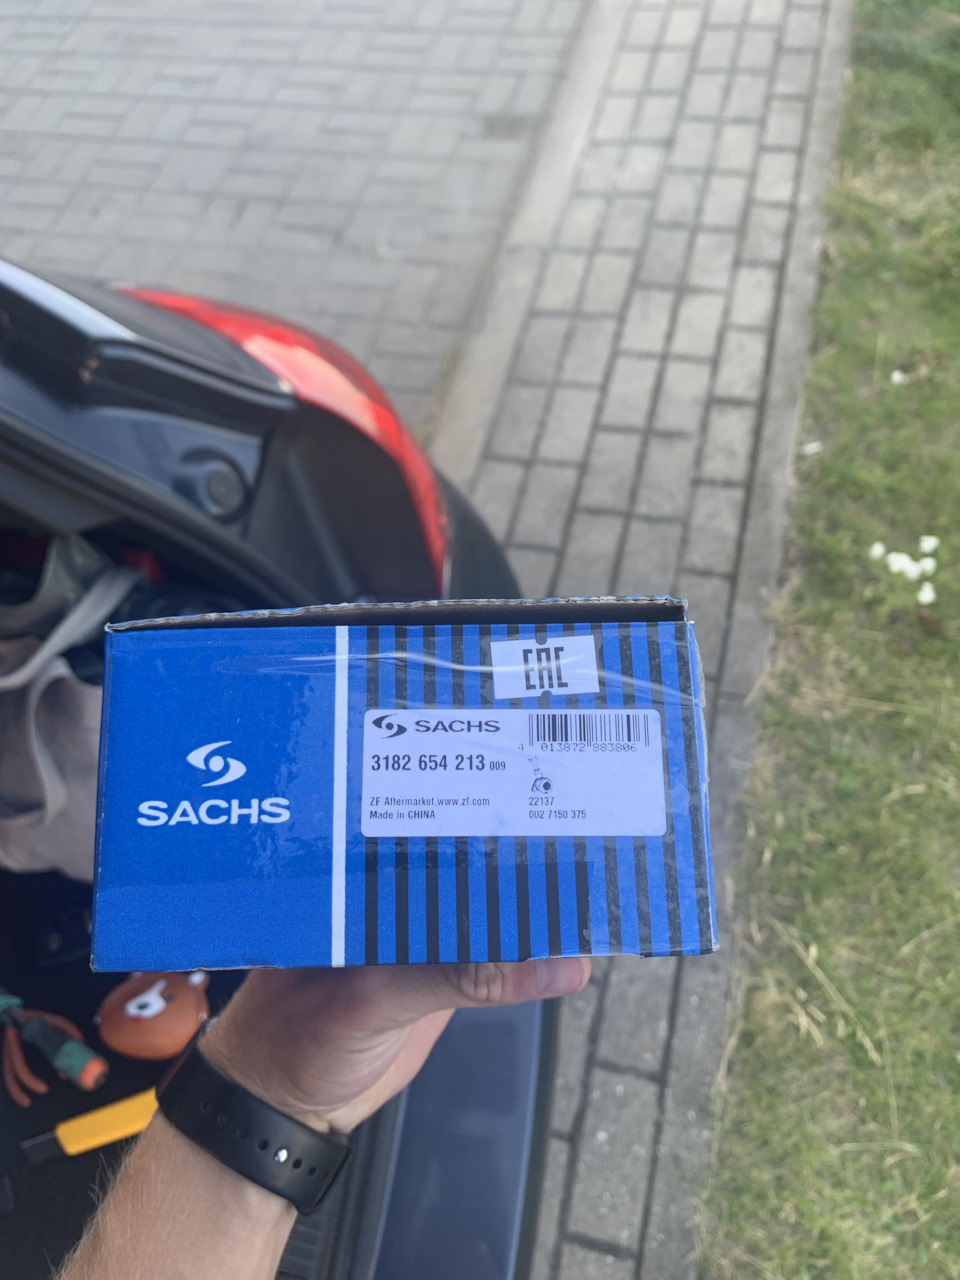 EAC
SACHS
4 013872 883806
3182 654 213 009
ZF Aftermarket,www.zf.com
Made in CHINA
22137
002 7150 375
SACHS